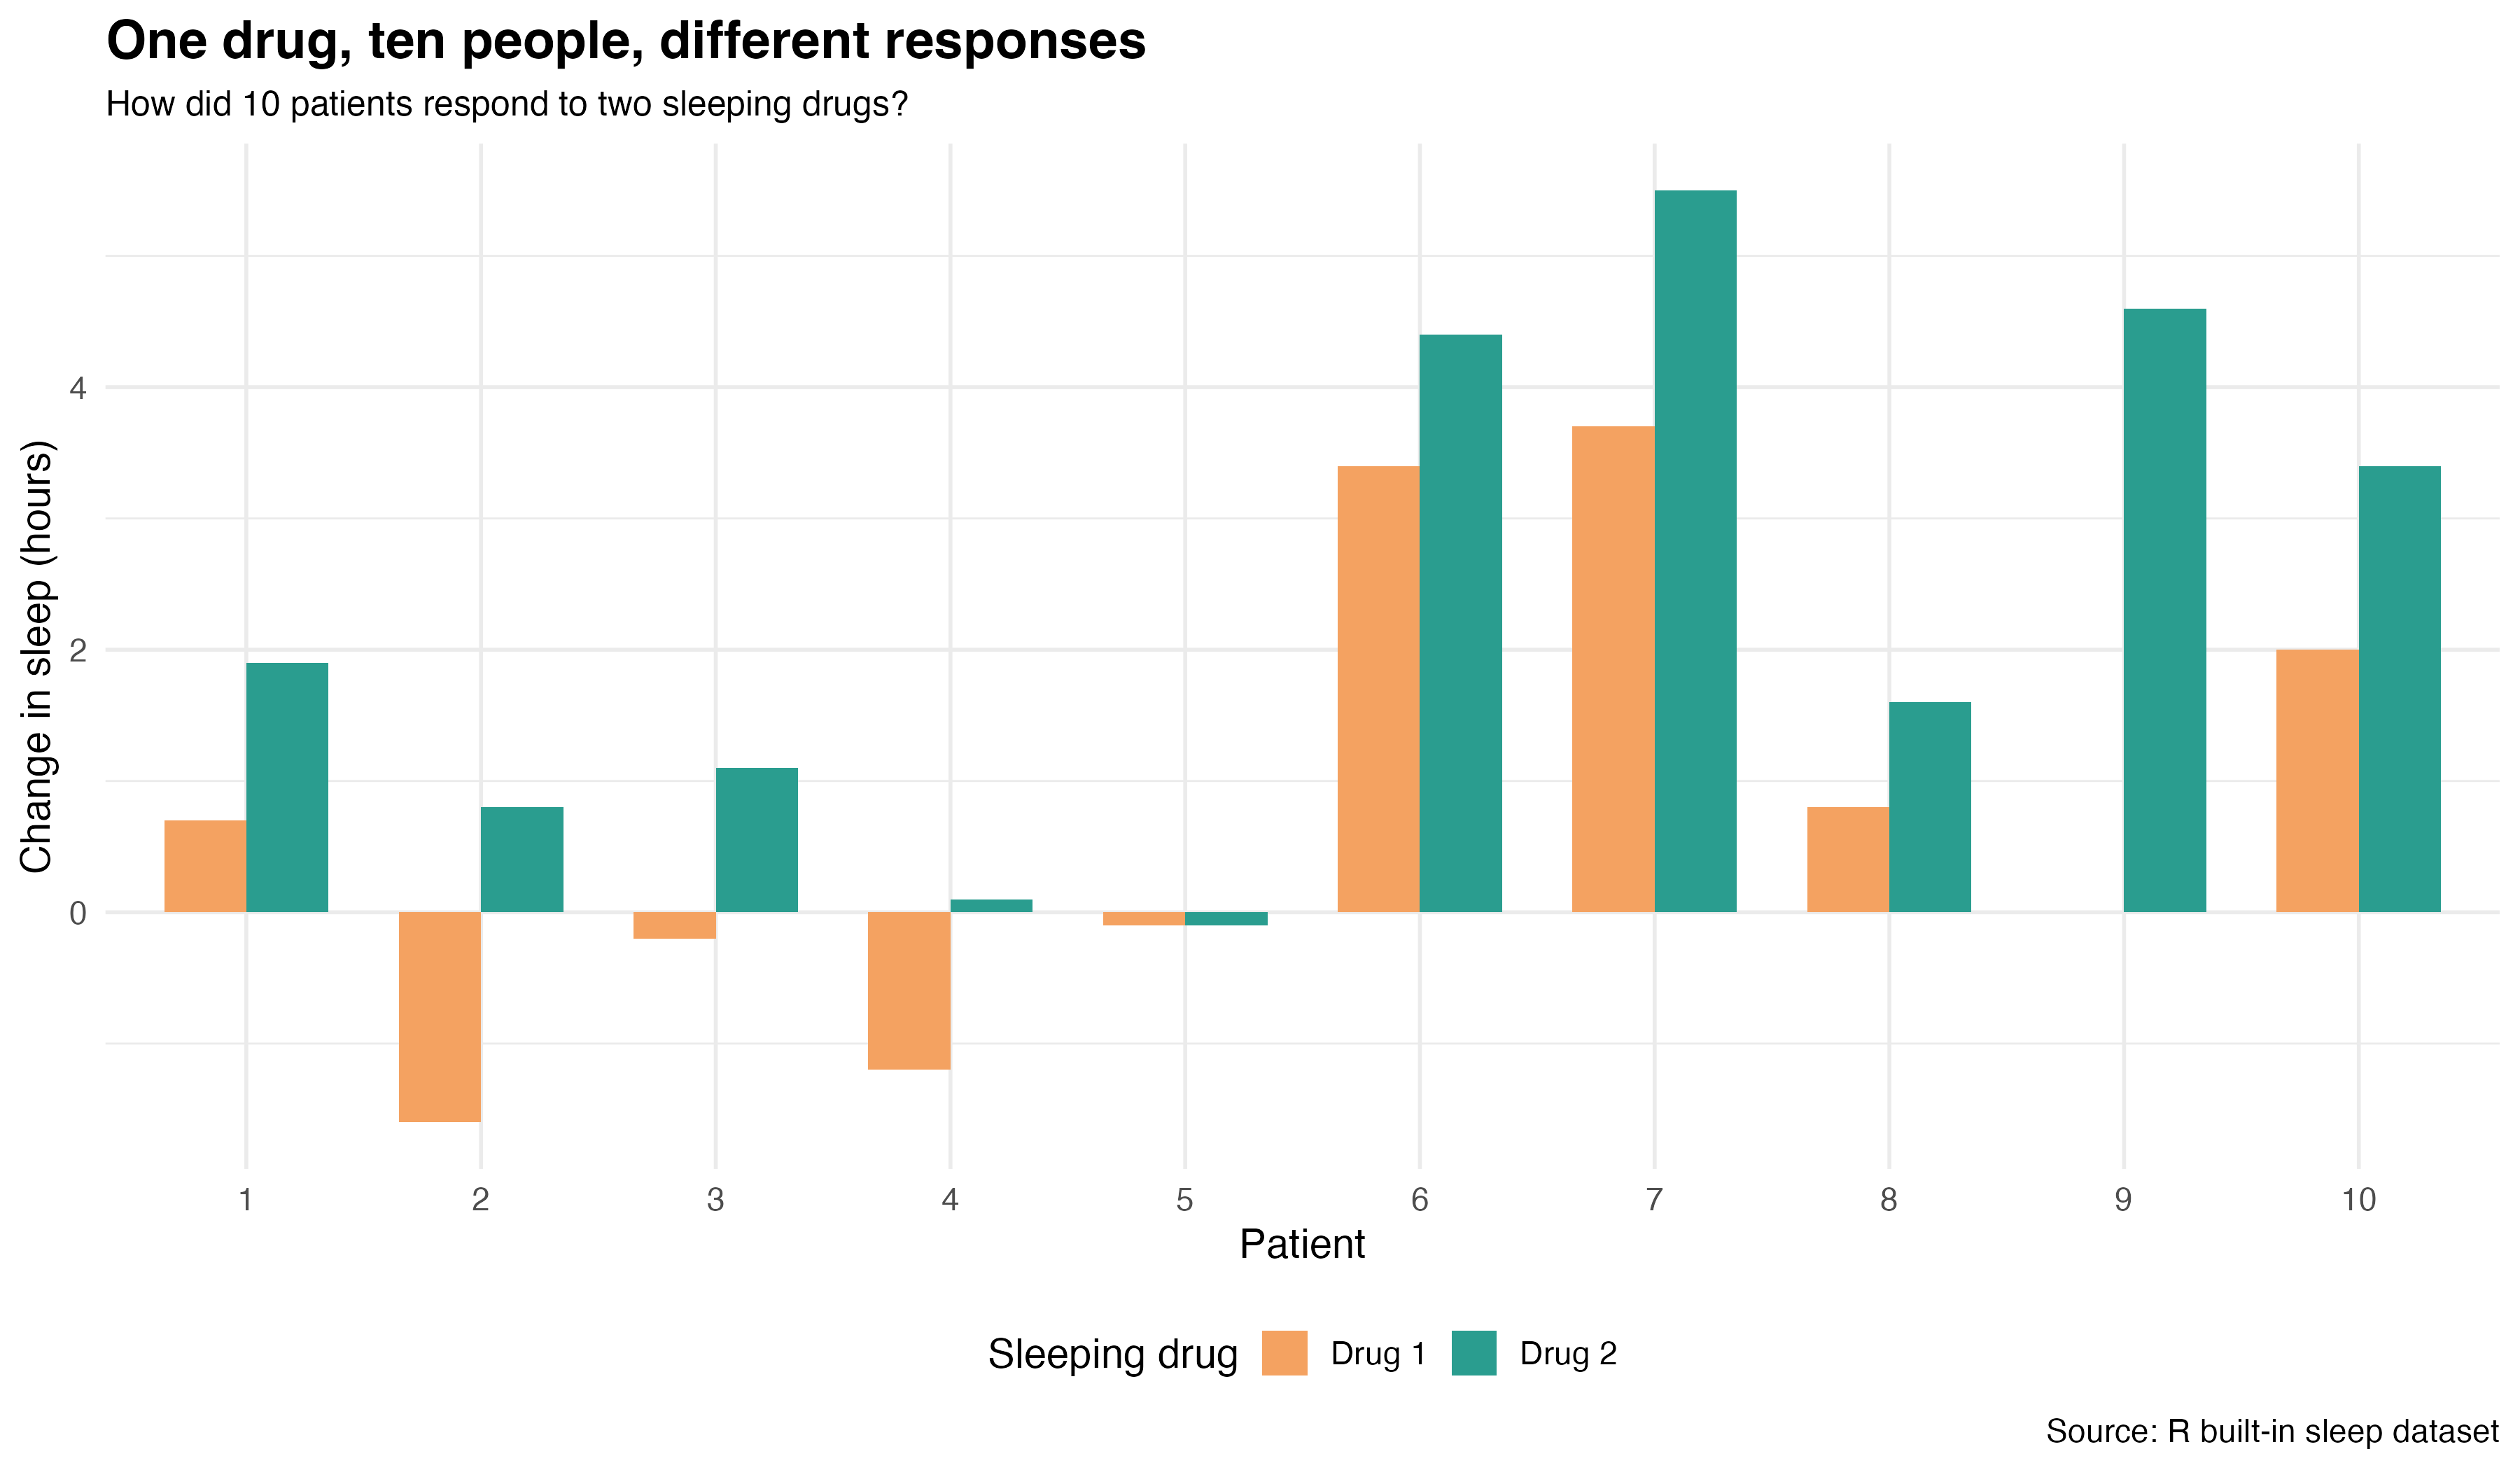 One drug, ten people, different responses
How did 10 patients respond to two sleeping drugs?
Change in sleep (hours)
4
2
0
1 2 3 4 5 6 7 8 9 10
Patient
Sleeping drug Drug 1 Drug 2
Source: R built-in sleep dataset